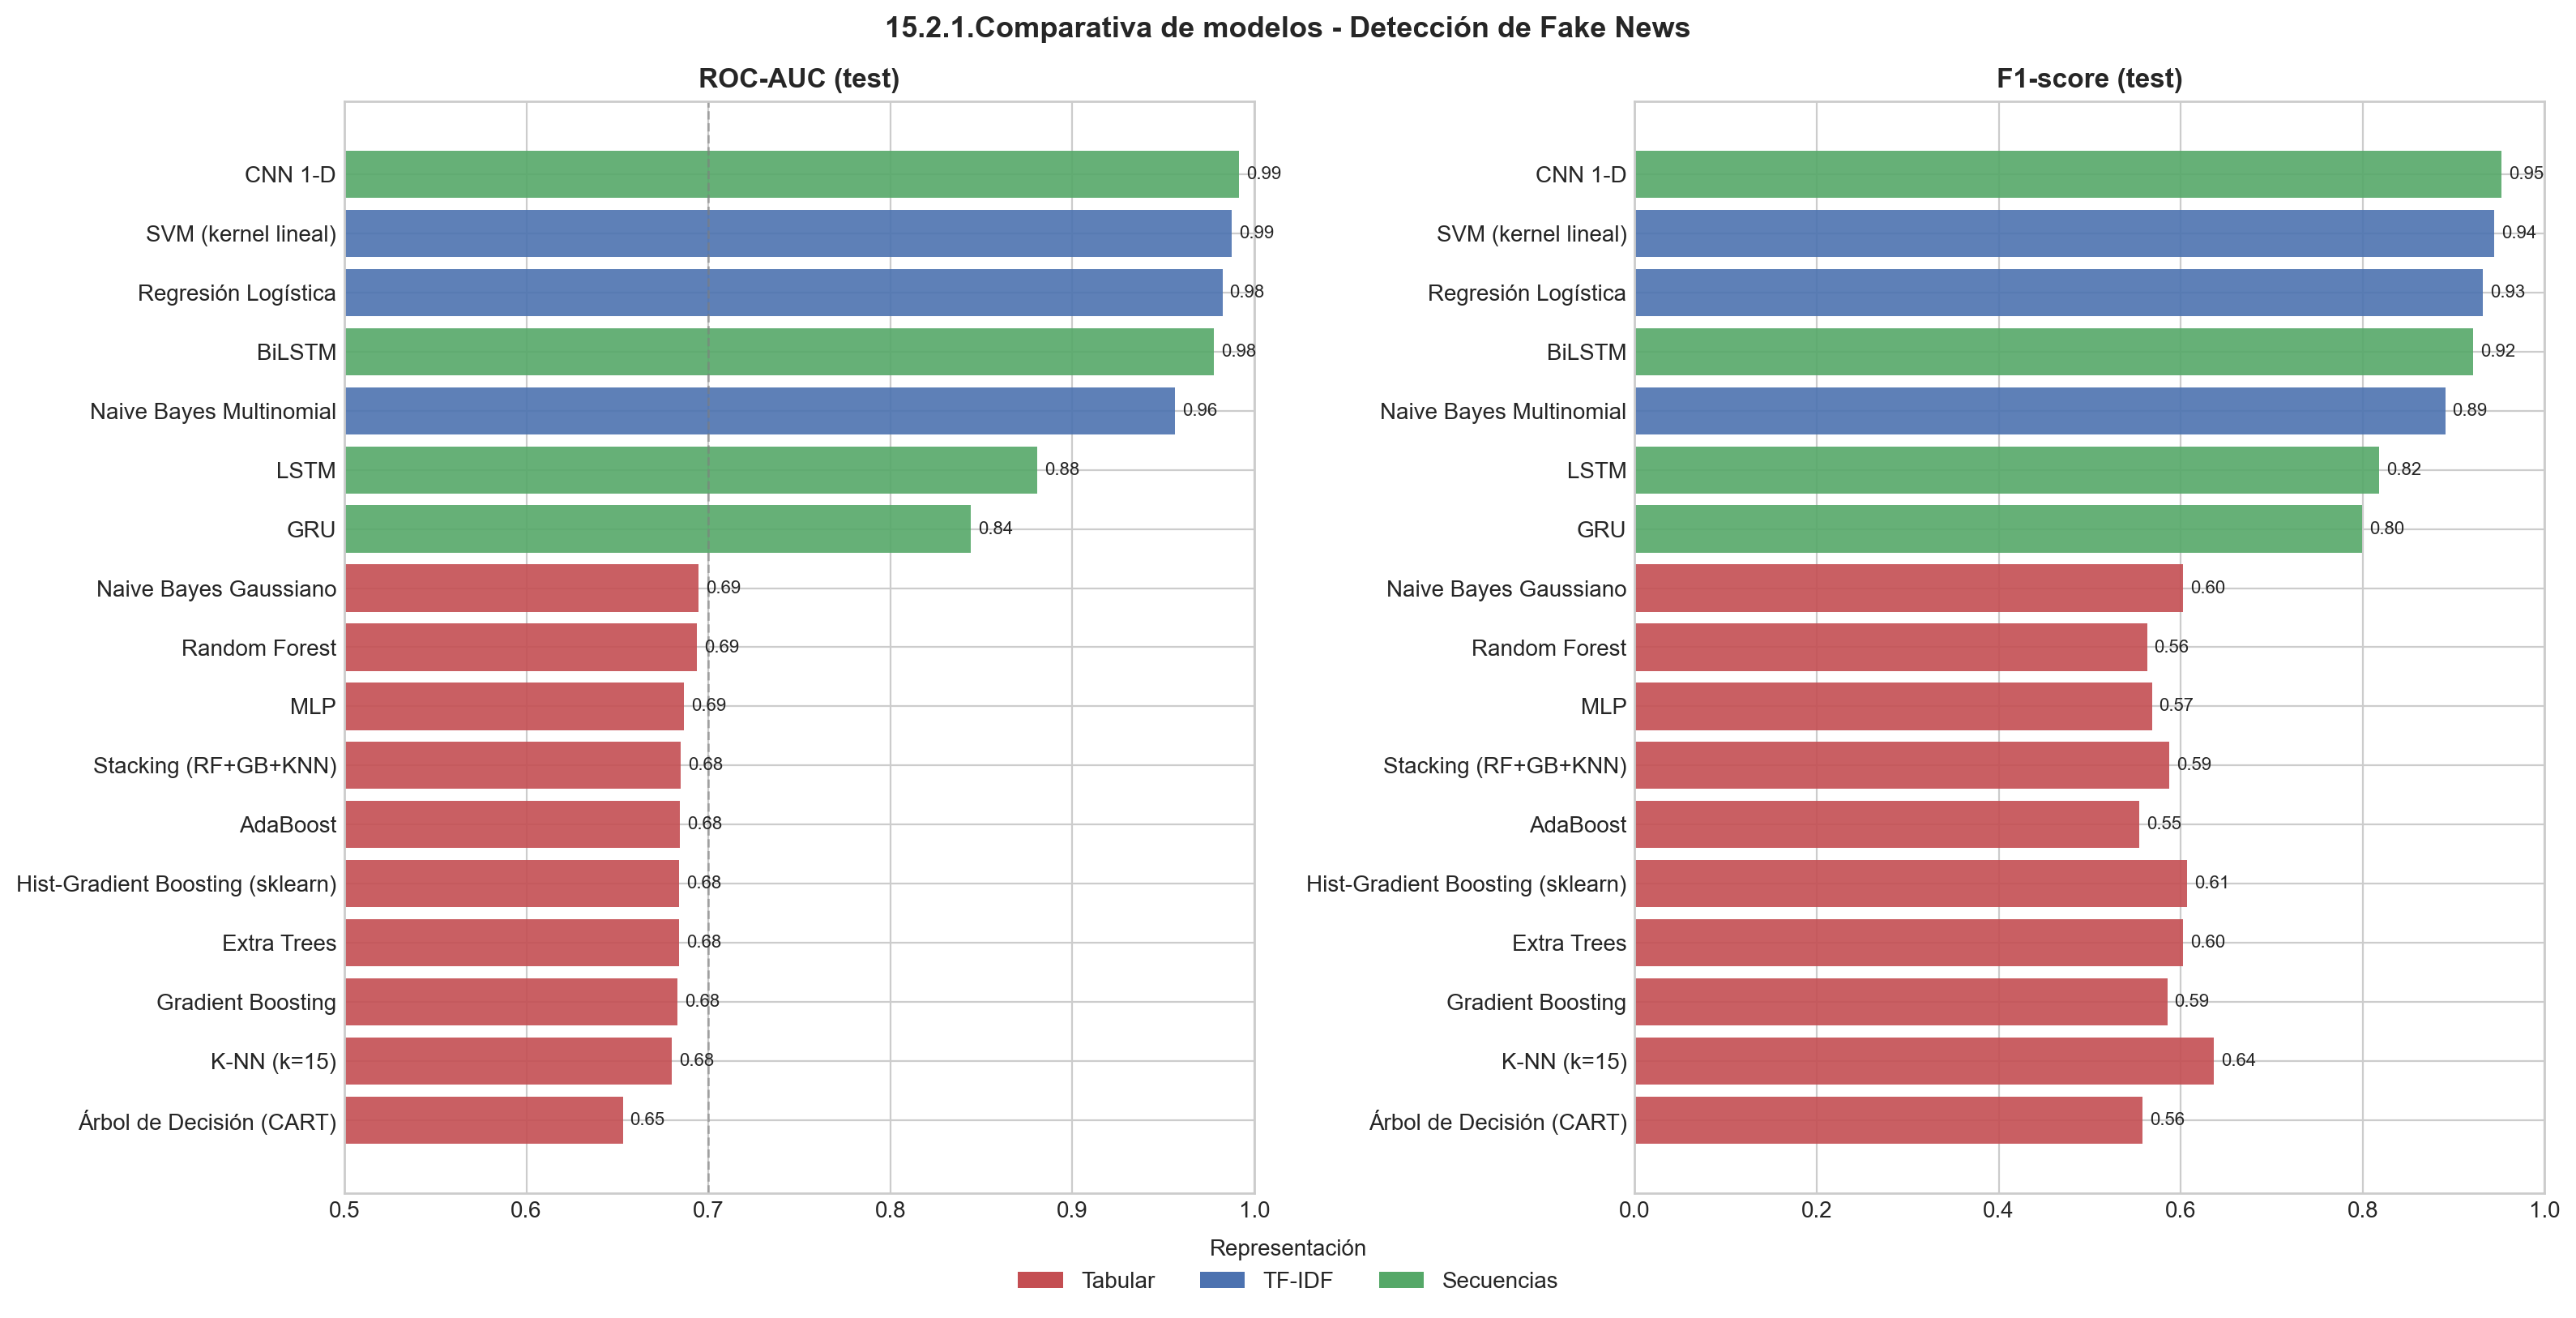 15.2.1.Comparativa de modelos - Detección de Fake News
ROC-AUC (test)
CNN 1-D 0.99
SVM (kernel lineal) 0.99
Regresión Logística 0.98
BiLSTM 0.98
Naive Bayes Multinomial 0.96
LSTM 0.88
GRU 0.84
Naive Bayes Gaussiano 0.69
Random Forest 0.69
MLP 0.69
Stacking (RF+GB+KNN) 0.68
AdaBoost 0.68
Hist-Gradient Boosting (sklearn) 0.68
Extra Trees 0.68
Gradient Boosting 0.68
K-NN (k=15) 0.68
Árbol de Decisión (CART) 0.65
0.5 0.6 0.7 0.8 0.9 1.0
F1-score (test)
CNN 1-D 0.95
SVM (kernel lineal) 0.94
Regresión Logística 0.93
BiLSTM 0.92
Naive Bayes Multinomial 0.89
LSTM 0.82
GRU 0.80
Naive Bayes Gaussiano 0.60
Random Forest 0.56
MLP 0.57
Stacking (RF+GB+KNN) 0.59
AdaBoost 0.55
Hist-Gradient Boosting (sklearn) 0.61
Extra Trees 0.60
Gradient Boosting 0.59
K-NN (k=15) 0.64
Árbol de Decisión (CART) 0.56
0.0 0.2 0.4 0.6 0.8 1.0
Representación
Tabular TF-IDF Secuencias